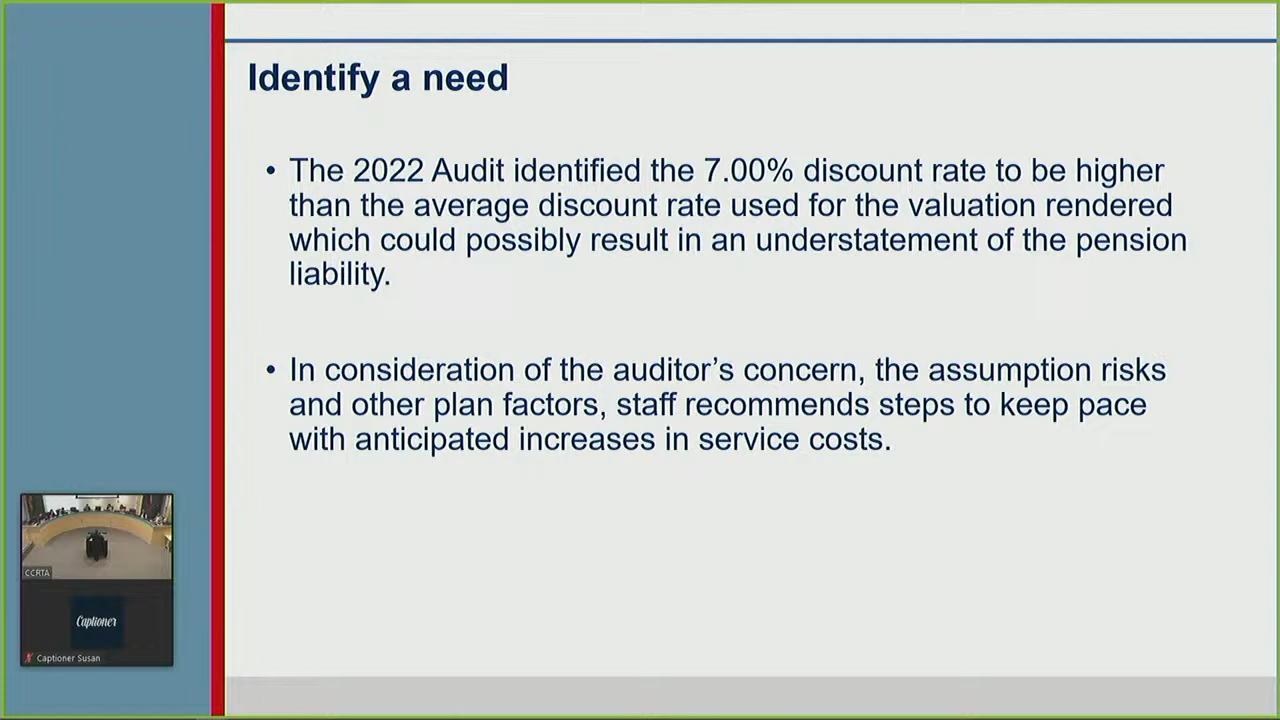 Identify a need
• The 2022 Audit identified the 7.00% discount rate to be higher
than the average discount rate used for the valuation rendered
which could possibly result in an understatement of the pension
liability.
• In consideration of the auditor’s concern, the assumption risks
and other plan factors, staff recommends steps to keep pace
with anticipated increases in service costs.
CCRTA
Captioner
Captioner Susan